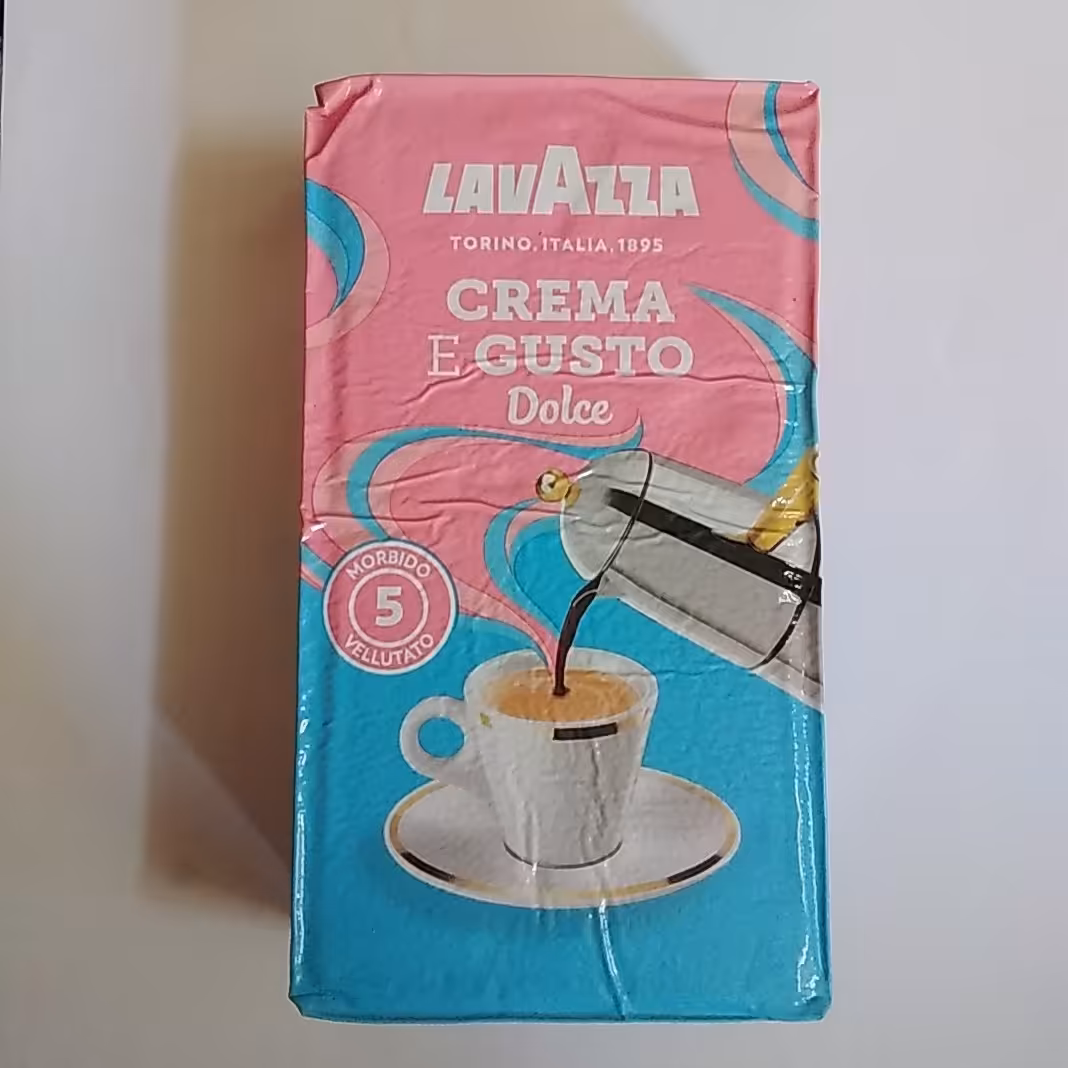 LAVAZZA
TORINO, ITALIA, 1895
CREMA
E GUSTO
Dolce
MORBIDO
5
VELLUTATO